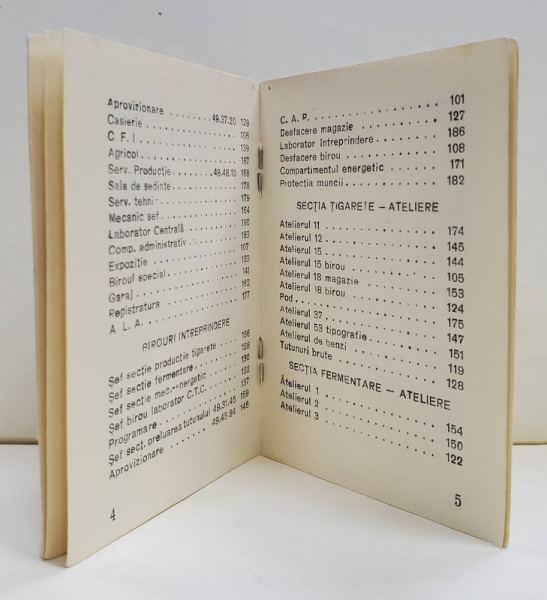 Aprovizionare . . . . 49.37.20 129
Casierie . . . . 106
C F I . . . . 139
Agricol . . . . 167
Serv. Producție . . . . 49.48.10 168
Sala de ședințe . . . . 178
Serv. tehnic . . . . 179
Mecanic șef . . . . 164
Laborator Centrală . . . . 180
Comp. administrativ . . . . 183
Expozitie . . . . 107
Biroul special . . . . 133
Garaj . . . . 141
Registratura . . . . 162
A L A . . . . 177
BIROURI INTREPRINDERE
Șef secție producție țigarete . . . . 156
Șef secție fermentare . . . . 158
Șef secție mec.-energetic . . . . 130
Șef birou laborator C.T.C. . . . . 132
Programare . . . . 137
Șef secț. preluarea tutunului 49.51.45 169
Aprovizionare . . . . 49.45.84 146
4
C. A. P. . . . . 101
Desfacere magazie . . . . 127
Laborator întreprindere . . . . 186
Desfacere birou . . . . 108
Compartimentul energetic . . . . 171
Protecția muncii . . . . 182
SECȚIA ȚIGARETE – ATELIERE
Atelierul 11 . . . . 174
Atelierul 12 . . . . 145
Atelierul 15 . . . . 144
Atelierul 15 birou . . . . 105
Atelierul 18 magazie . . . . 153
Atelierul 18 birou . . . . 124
Pod . . . . 175
Atelierul 37 . . . . 147
Atelierul 53 tipografie . . . . 151
Atelierul de benzi . . . . 119
Tutunuri brute . . . . 128
SECȚIA FERMENTARE – ATELIERE
Atelierul 1 . . . . 154
Atelierul 2 . . . . 150
Atelierul 3 . . . . 122
5